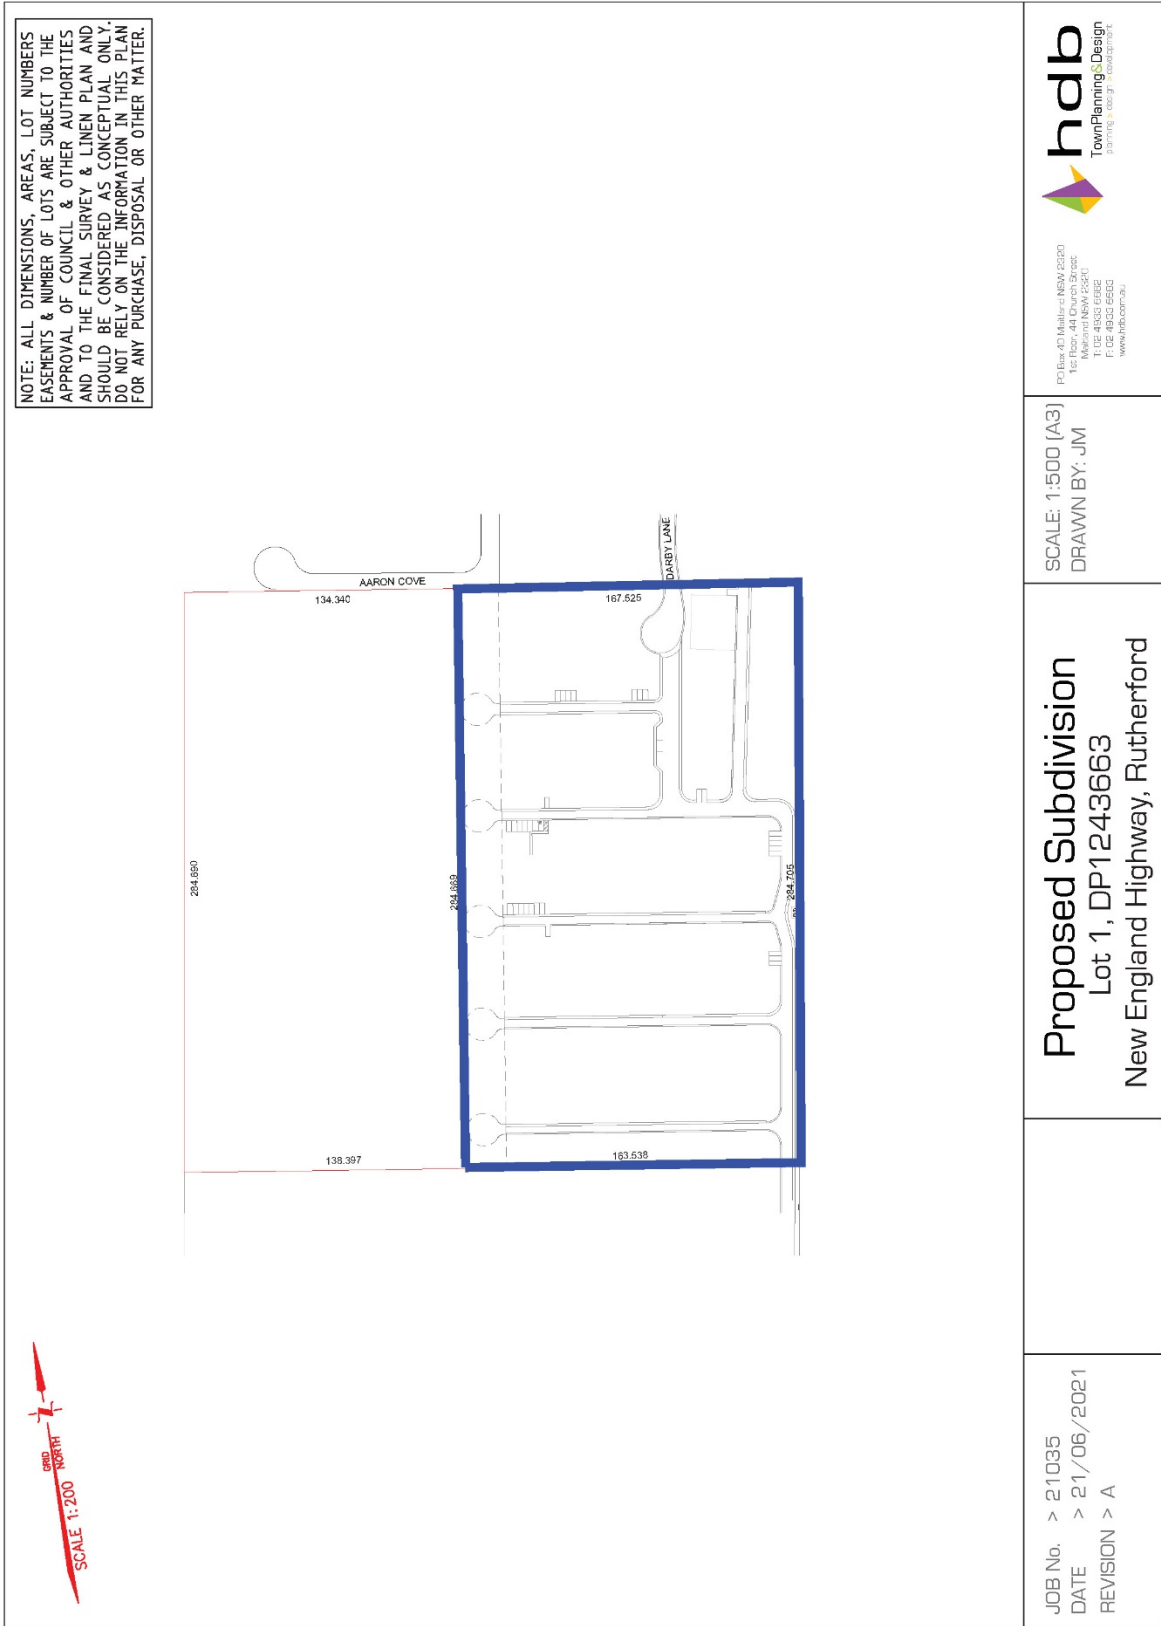 NOTE: ALL DIMENSIONS, AREAS, LOT NUMBERS
EASEMENTS & NUMBER OF LOTS ARE SUBJECT TO THE
APPROVAL OF COUNCIL & OTHER AUTHORITIES
AND TO THE FINAL SURVEY & LINEN PLAN AND
SHOULD BE CONSIDERED AS CONCEPTUAL ONLY.
DO NOT RELY ON THE INFORMATION IN THIS PLAN
FOR ANY PURCHASE, DISPOSAL OR OTHER MATTER.
AARON COVE
134.340
167.525
DARBY LANE
284.690
284.669
284.705
138.397
163.538
GRID
NORTH
SCALE 1:200
JOB No. > 21035
DATE > 21/06/2021
REVISION > A
Proposed Subdivision
Lot 1, DP1243663
New England Highway, Rutherford
SCALE: 1:500 (A3)
DRAWN BY: JM
PO Box 40 Maitland NSW 2320
1st Floor, 44 Church Street
Maitland NSW 2320
T: 02 4933 6682
F: 02 4933 6683
www.hdb.com.au
hdb
TownPlanning&Design
planning > design > development